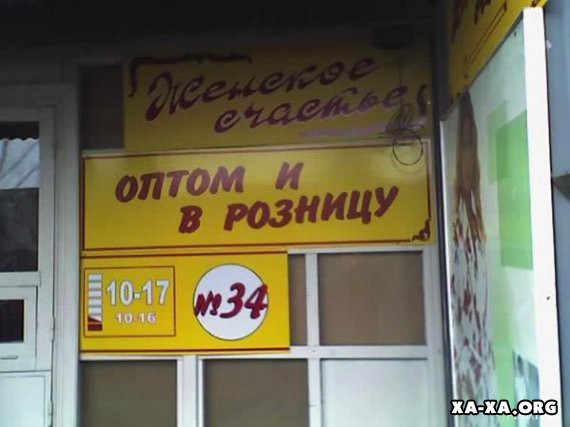 Женское
счастье
ОПТОМ И
В РОЗНИЦУ
10-17
10-16
№34
XA-XA.ORG